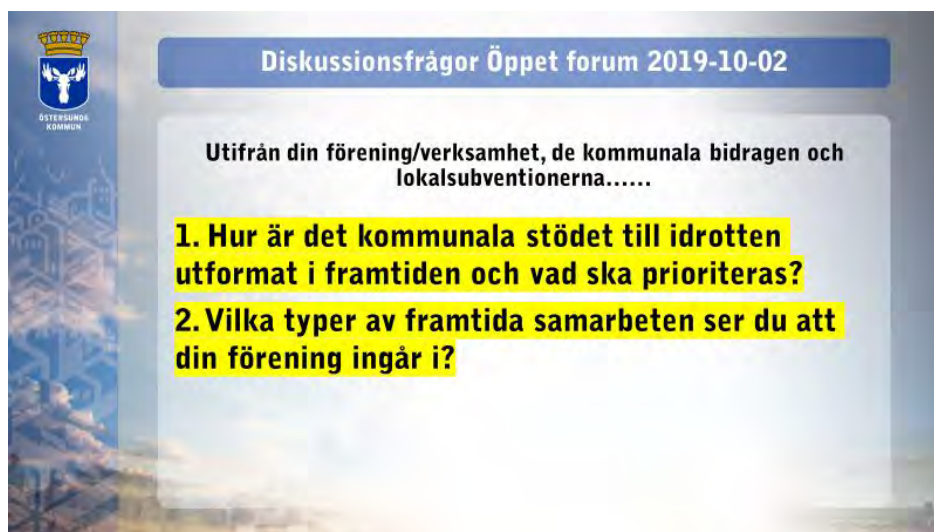 ÖSTERSUNDS
KOMMUN
Diskussionsfrågor Öppet forum 2019-10-02
Utifrån din förening/verksamhet, de kommunala bidragen och
lokalsubventionerna......
1. Hur är det kommunala stödet till idrotten
utformat i framtiden och vad ska prioriteras?
2. Vilka typer av framtida samarbeten ser du att
din förening ingår i?